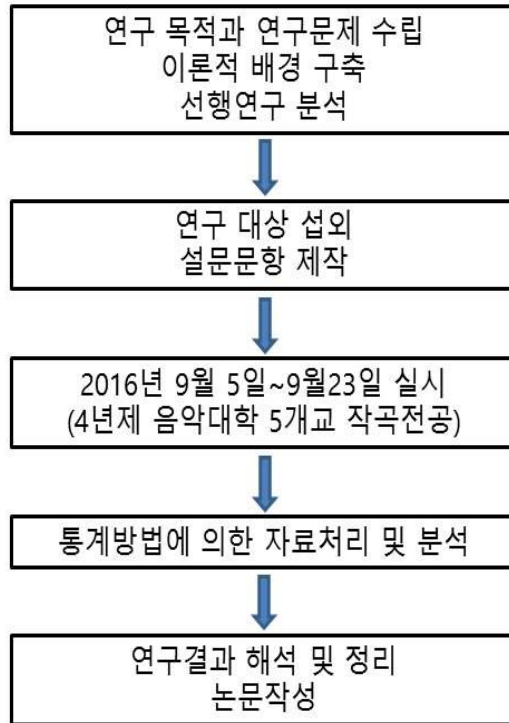 연구 목적과 연구문제 수립
이론적 배경 구축
선행연구 분석
연구 대상 섭외
설문문항 제작
2016년 9월 5일~9월23일 실시
(4년제 음악대학 5개교 작곡전공)
통계방법에 의한 자료처리 및 분석
연구결과 해석 및 정리
논문작성